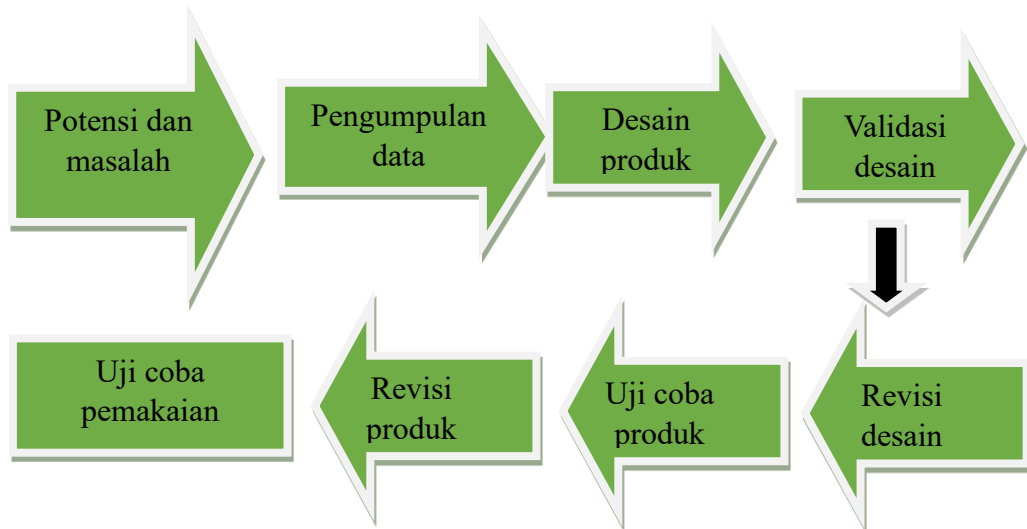 Potensi dan
masalah
Pengumpulan
data
Desain
produk
Validasi
desain
Revisi
desain
Uji coba
produk
Revisi
produk
Uji coba
pemakaian